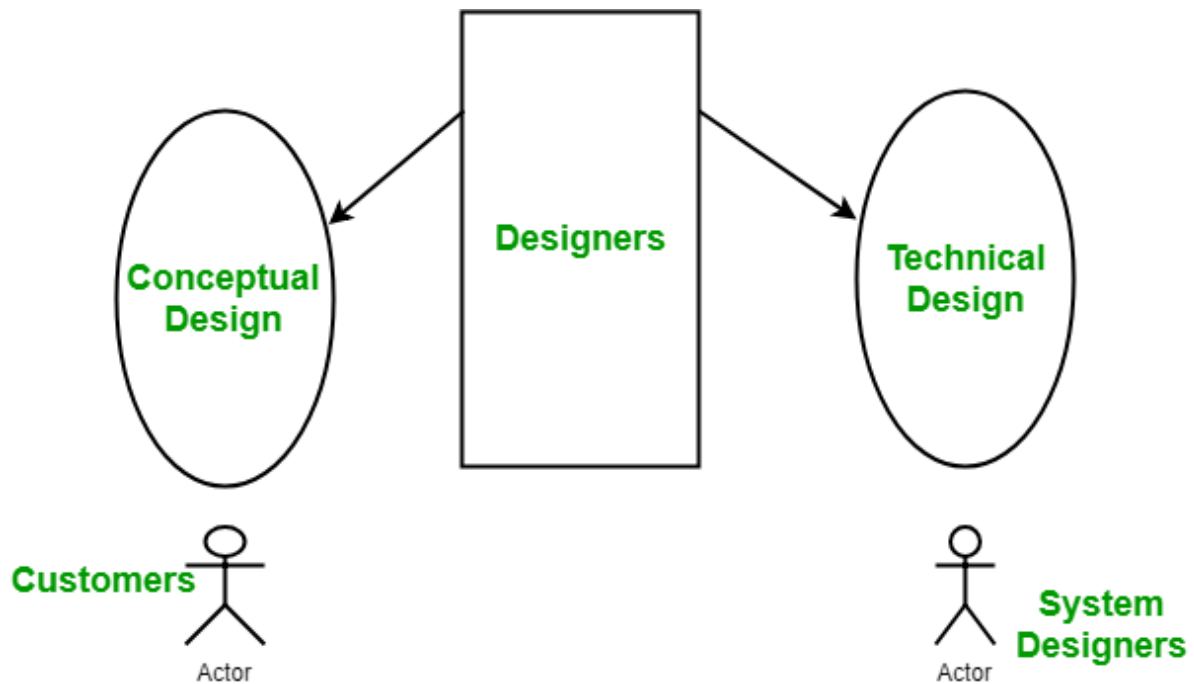 Designers
Conceptual
Design
Technical
Design
Customers
Actor
System
Designers
Actor